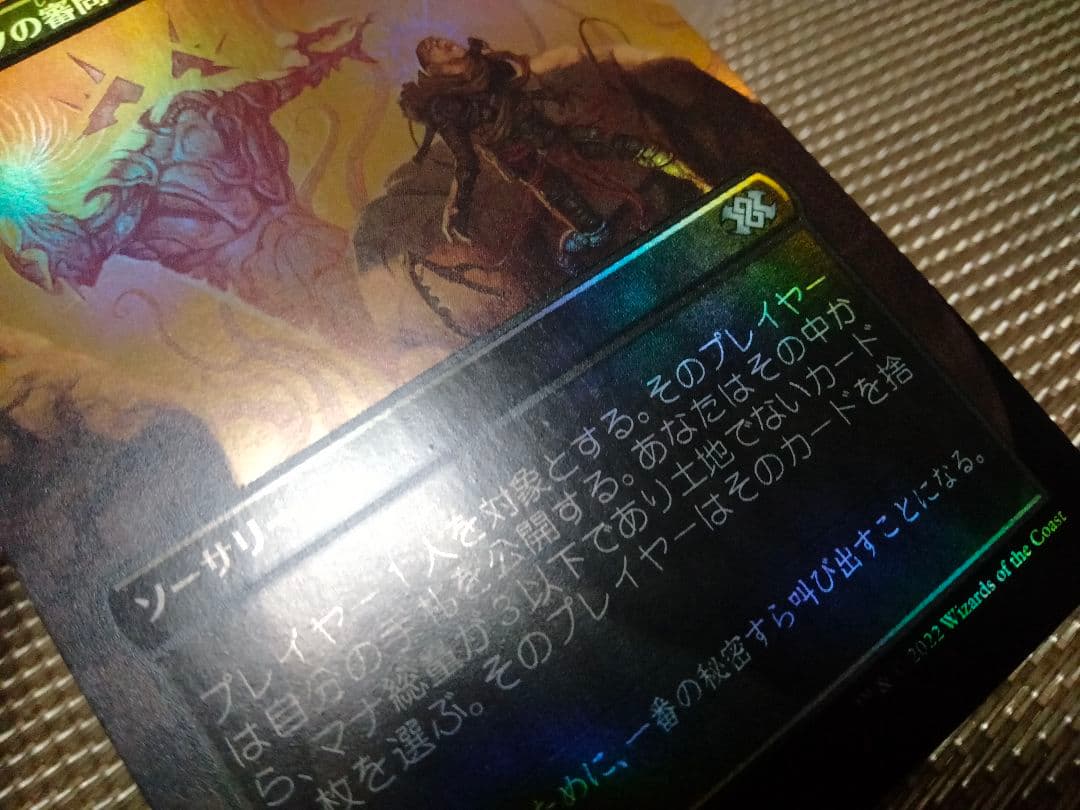 の審問
ソーサリー
プレイヤー１人を対象とする。そのプレイヤー
は自分の手札を公開する。あなたはその中か
ら、マナ総量が３以下であり土地でないカード
枚を選ぶ。そのプレイヤーはそのカードを捨
ために、一番の秘密すら叫び出すことになる。
™ & © 2022 Wizards of the Coast